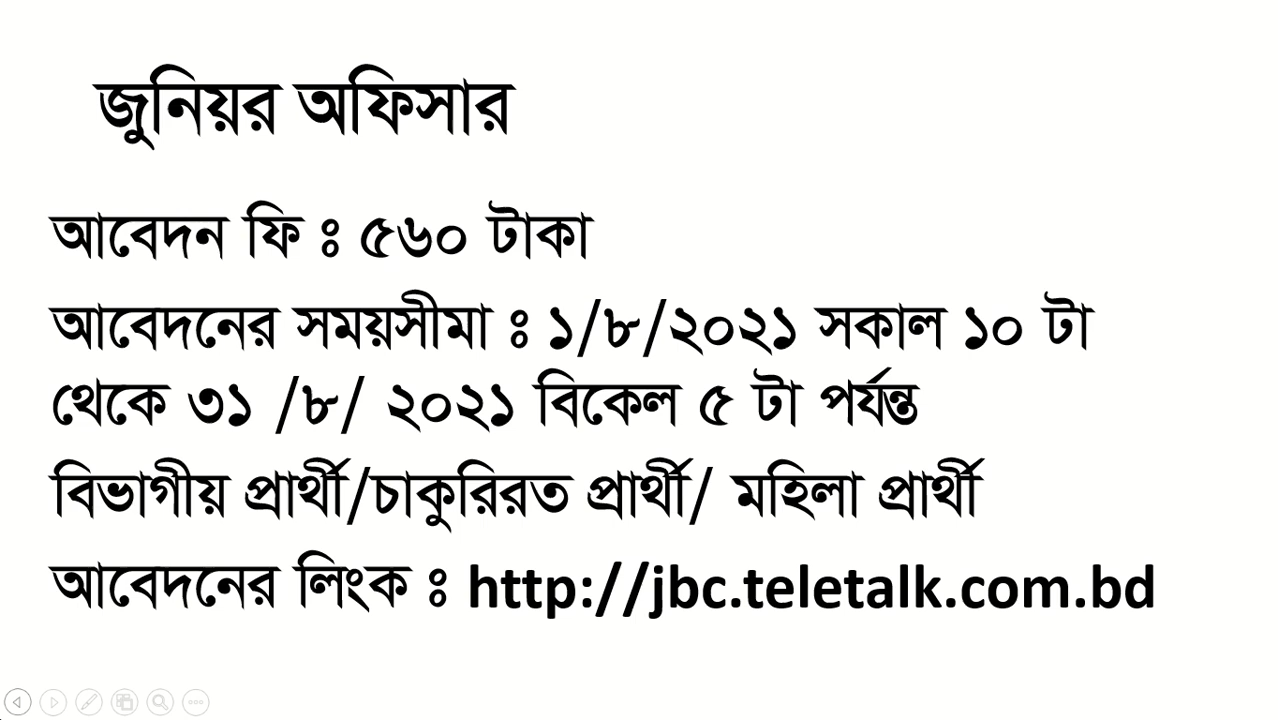 জুনিয়র অফিসার
আবেদন ফি ঃ ৫৬০ টাকা
আবেদনের সময়সীমা ঃ ১/৮/২০২১ সকাল ১০ টা
থেকে ৩১ /৮/ ২০২১ বিকেল ৫ টা পর্যন্ত
বিভাগীয় প্রার্থী/চাকুরিরত প্রার্থী/ মহিলা প্রার্থী
আবেদনের লিংক ঃ http://jbc.teletalk.com.bd